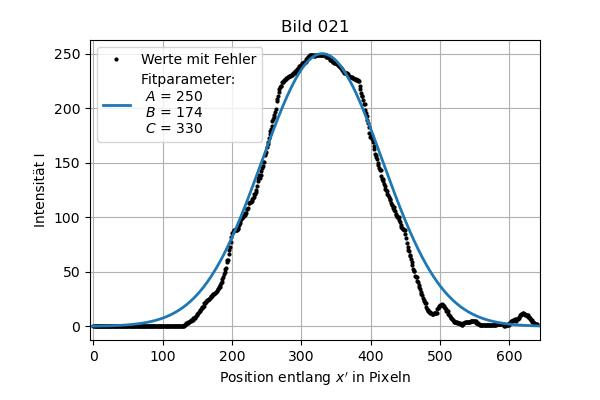 Bild 021
Werte mit Fehler
Fitparameter:
A = 250
B = 174
C = 330
Intensität I
250
200
150
100
50
0
0 100 200 300 400 500 600
Position entlang x′ in Pixeln